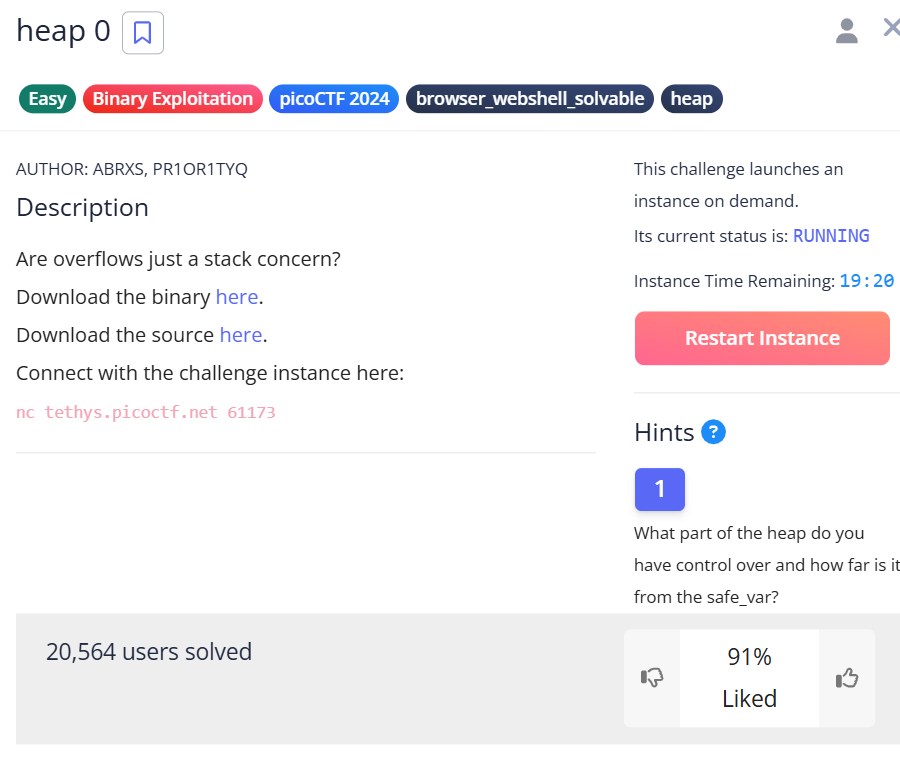 heap 0
Easy Binary Exploitation picoCTF 2024 browser_webshell_solvable heap
AUTHOR: ABRXS, PR1OR1TYQ
Description
Are overflows just a stack concern?
Download the binary here.
Download the source here.
Connect with the challenge instance here:
nc tethys.picoctf.net 61173
This challenge launches an
instance on demand.
Its current status is: RUNNING
Instance Time Remaining: 19:20
Restart Instance
Hints ?
1
What part of the heap do you
have control over and how far is it
from the safe_var?
20,564 users solved
91%
Liked